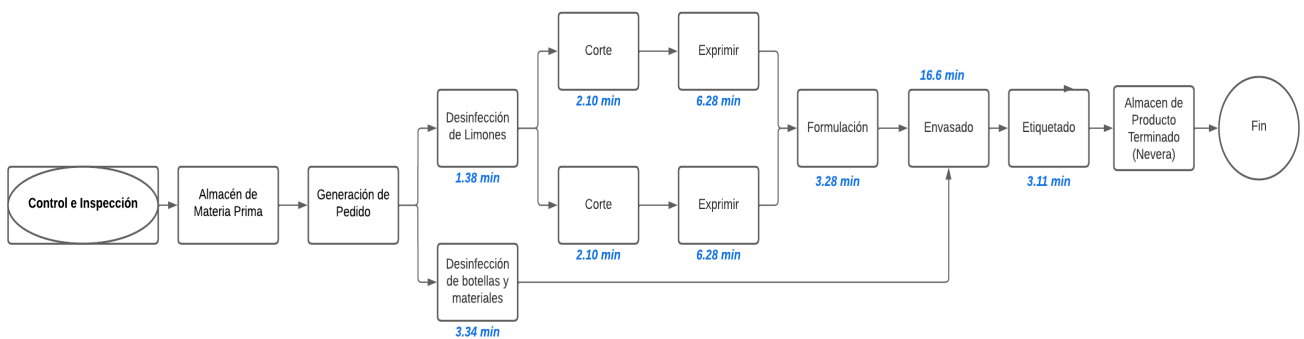 Control e Inspección
Almacén de
Materia Prima
Generación de
Pedido
Desinfección
de Limones
1.38 min
Desinfección
de botellas y
materiales
3.34 min
Corte
2.10 min
Exprimir
6.28 min
Corte
2.10 min
Exprimir
6.28 min
Formulación
3.28 min
16.6 min
Envasado
Etiquetado
3.11 min
Almacen de
Producto
Terminado
(Nevera)
Fin